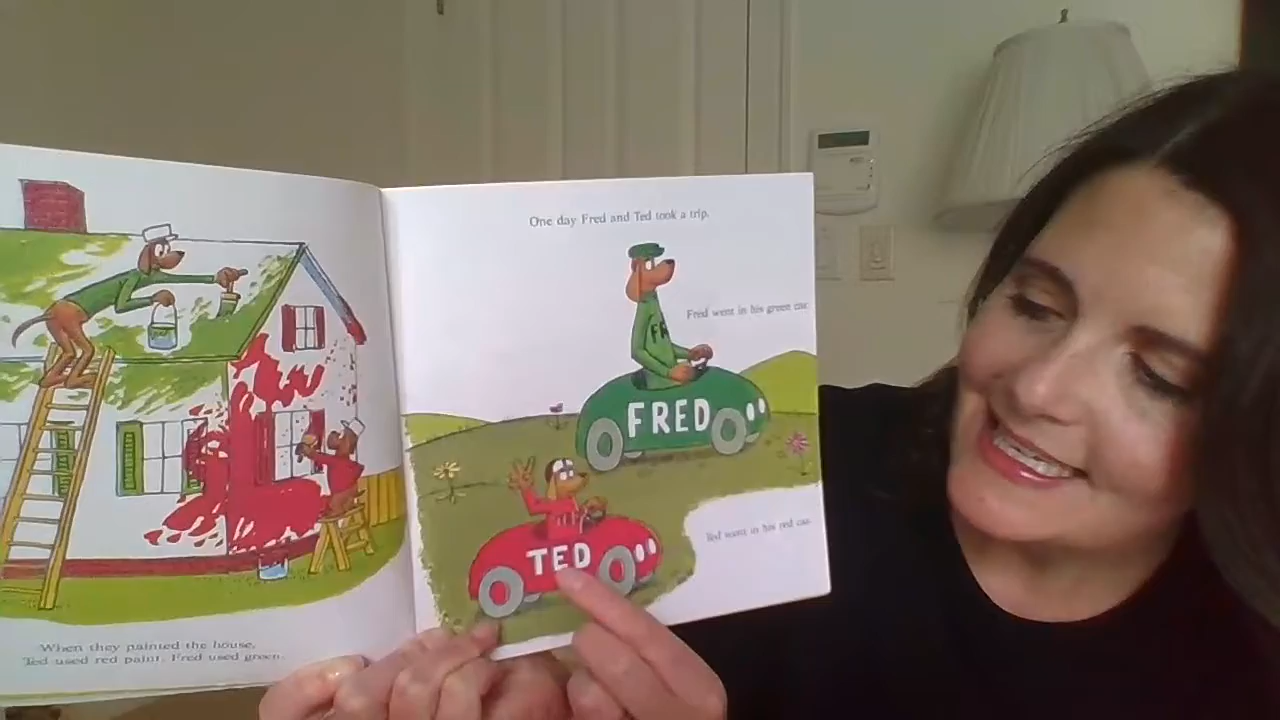 When they painted the house,
Ted used red paint. Fred used green.
One day Fred and Ted took a trip.
FR
Fred went in his green car.
FRED
TED
Ted went in his red car.